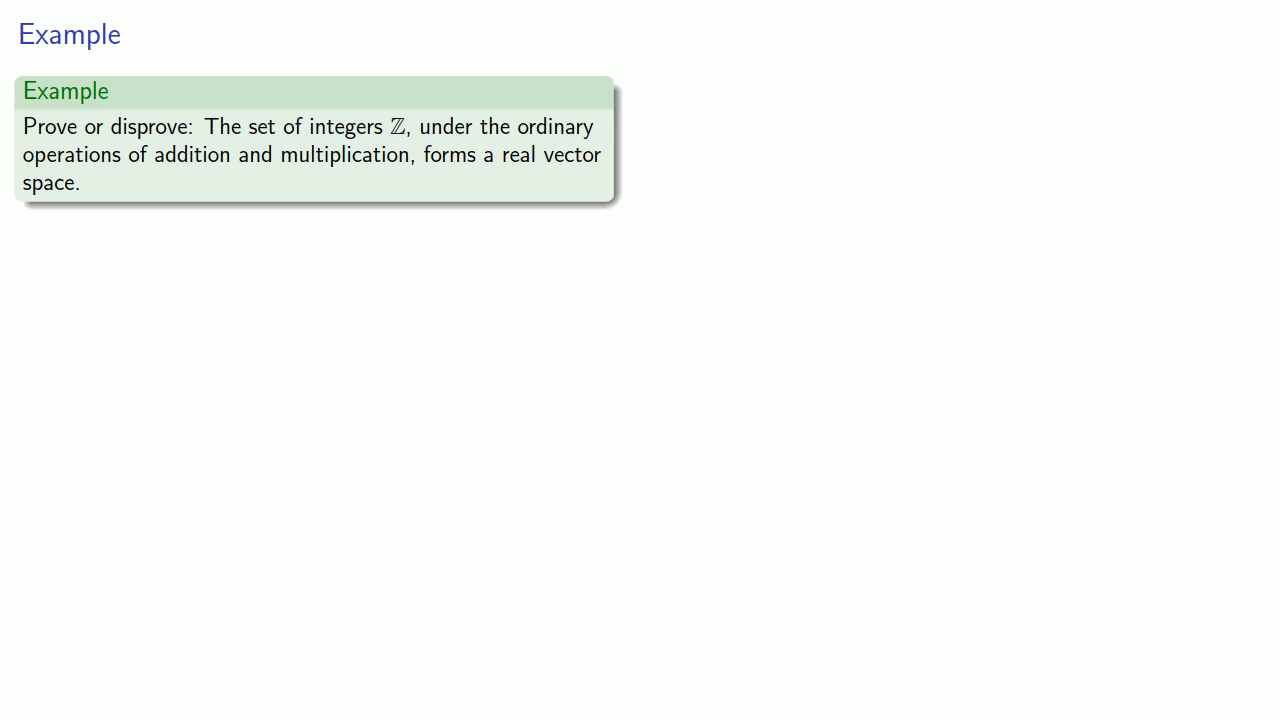 Example
Example
Prove or disprove: The set of integers ℤ, under the ordinary
operations of addition and multiplication, forms a real vector
space.